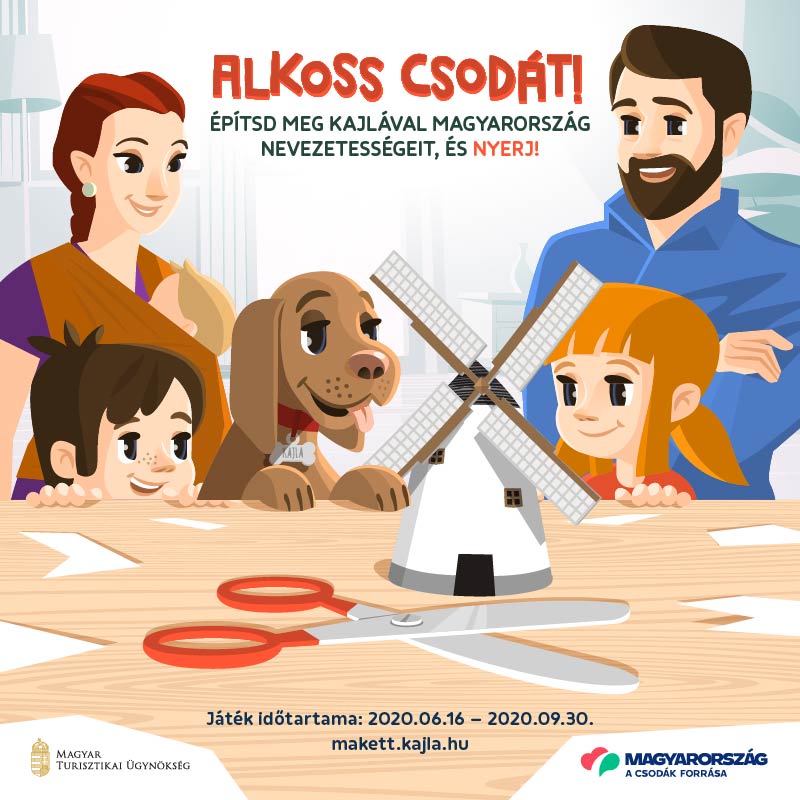 ALKOSS CSODÁT!
ÉPÍTSD MEG KAJLÁVAL MAGYARORSZÁG
NEVEZETESSÉGEIT, ÉS NYERJ!
KAJLA
Játék időtartama: 2020.06.16 – 2020.09.30.
makett.kajla.hu
MAGYAR
TURISZTIKAI ÜGYNÖKSÉG
MAGYARORSZÁG
A CSODÁK FORRÁSA